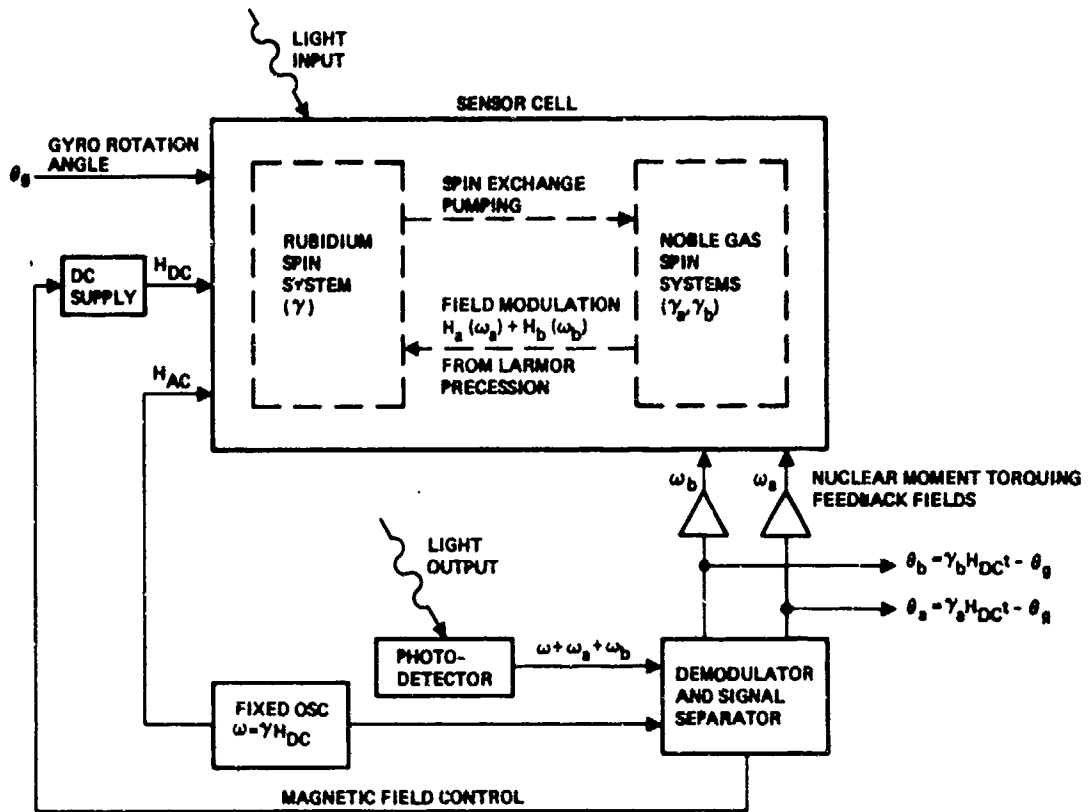 LIGHT
INPUT
SENSOR CELL
GYRO ROTATION
ANGLE
θg
SPIN EXCHANGE
PUMPING
RUBIDIUM
SPIN
SYSTEM
(γ)
NOBLE GAS
SPIN
SYSTEMS
(γa, γb)
DC
SUPPLY
HDC
FIELD MODULATION
Ha (ωa) + Hb (ωb)
FROM LARMOR
PRECESSION
HAC
ωb
ωa
NUCLEAR MOMENT TORQUING
FEEDBACK FIELDS
LIGHT
OUTPUT
θb = γbHDCt - θg
θa = γaHDCt - θg
PHOTO-
DETECTOR
ω + ωa + ωb
DEMODULATOR
AND SIGNAL
SEPARATOR
FIXED OSC
ω = γHDC
MAGNETIC FIELD CONTROL